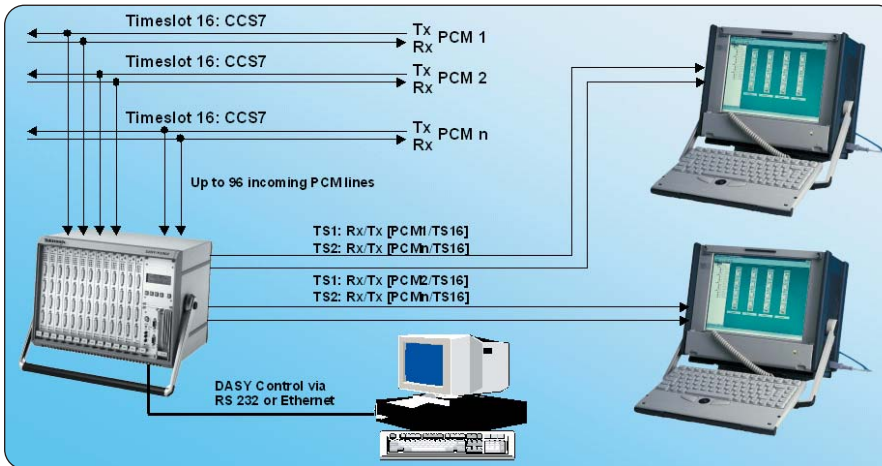 Timeslot 16: CCS7
Tx
Rx PCM 1
Timeslot 16: CCS7
Tx
Rx PCM 2
Timeslot 16: CCS7
Tx
Rx PCM n
Up to 96 incoming PCM lines
TS1: Rx/Tx [PCM1/TS16]
TS2: Rx/Tx [PCMn/TS16]
TS1: Rx/Tx [PCM2/TS16]
TS2: Rx/Tx [PCMn/TS16]
DASY Control via
RS 232 or Ethernet